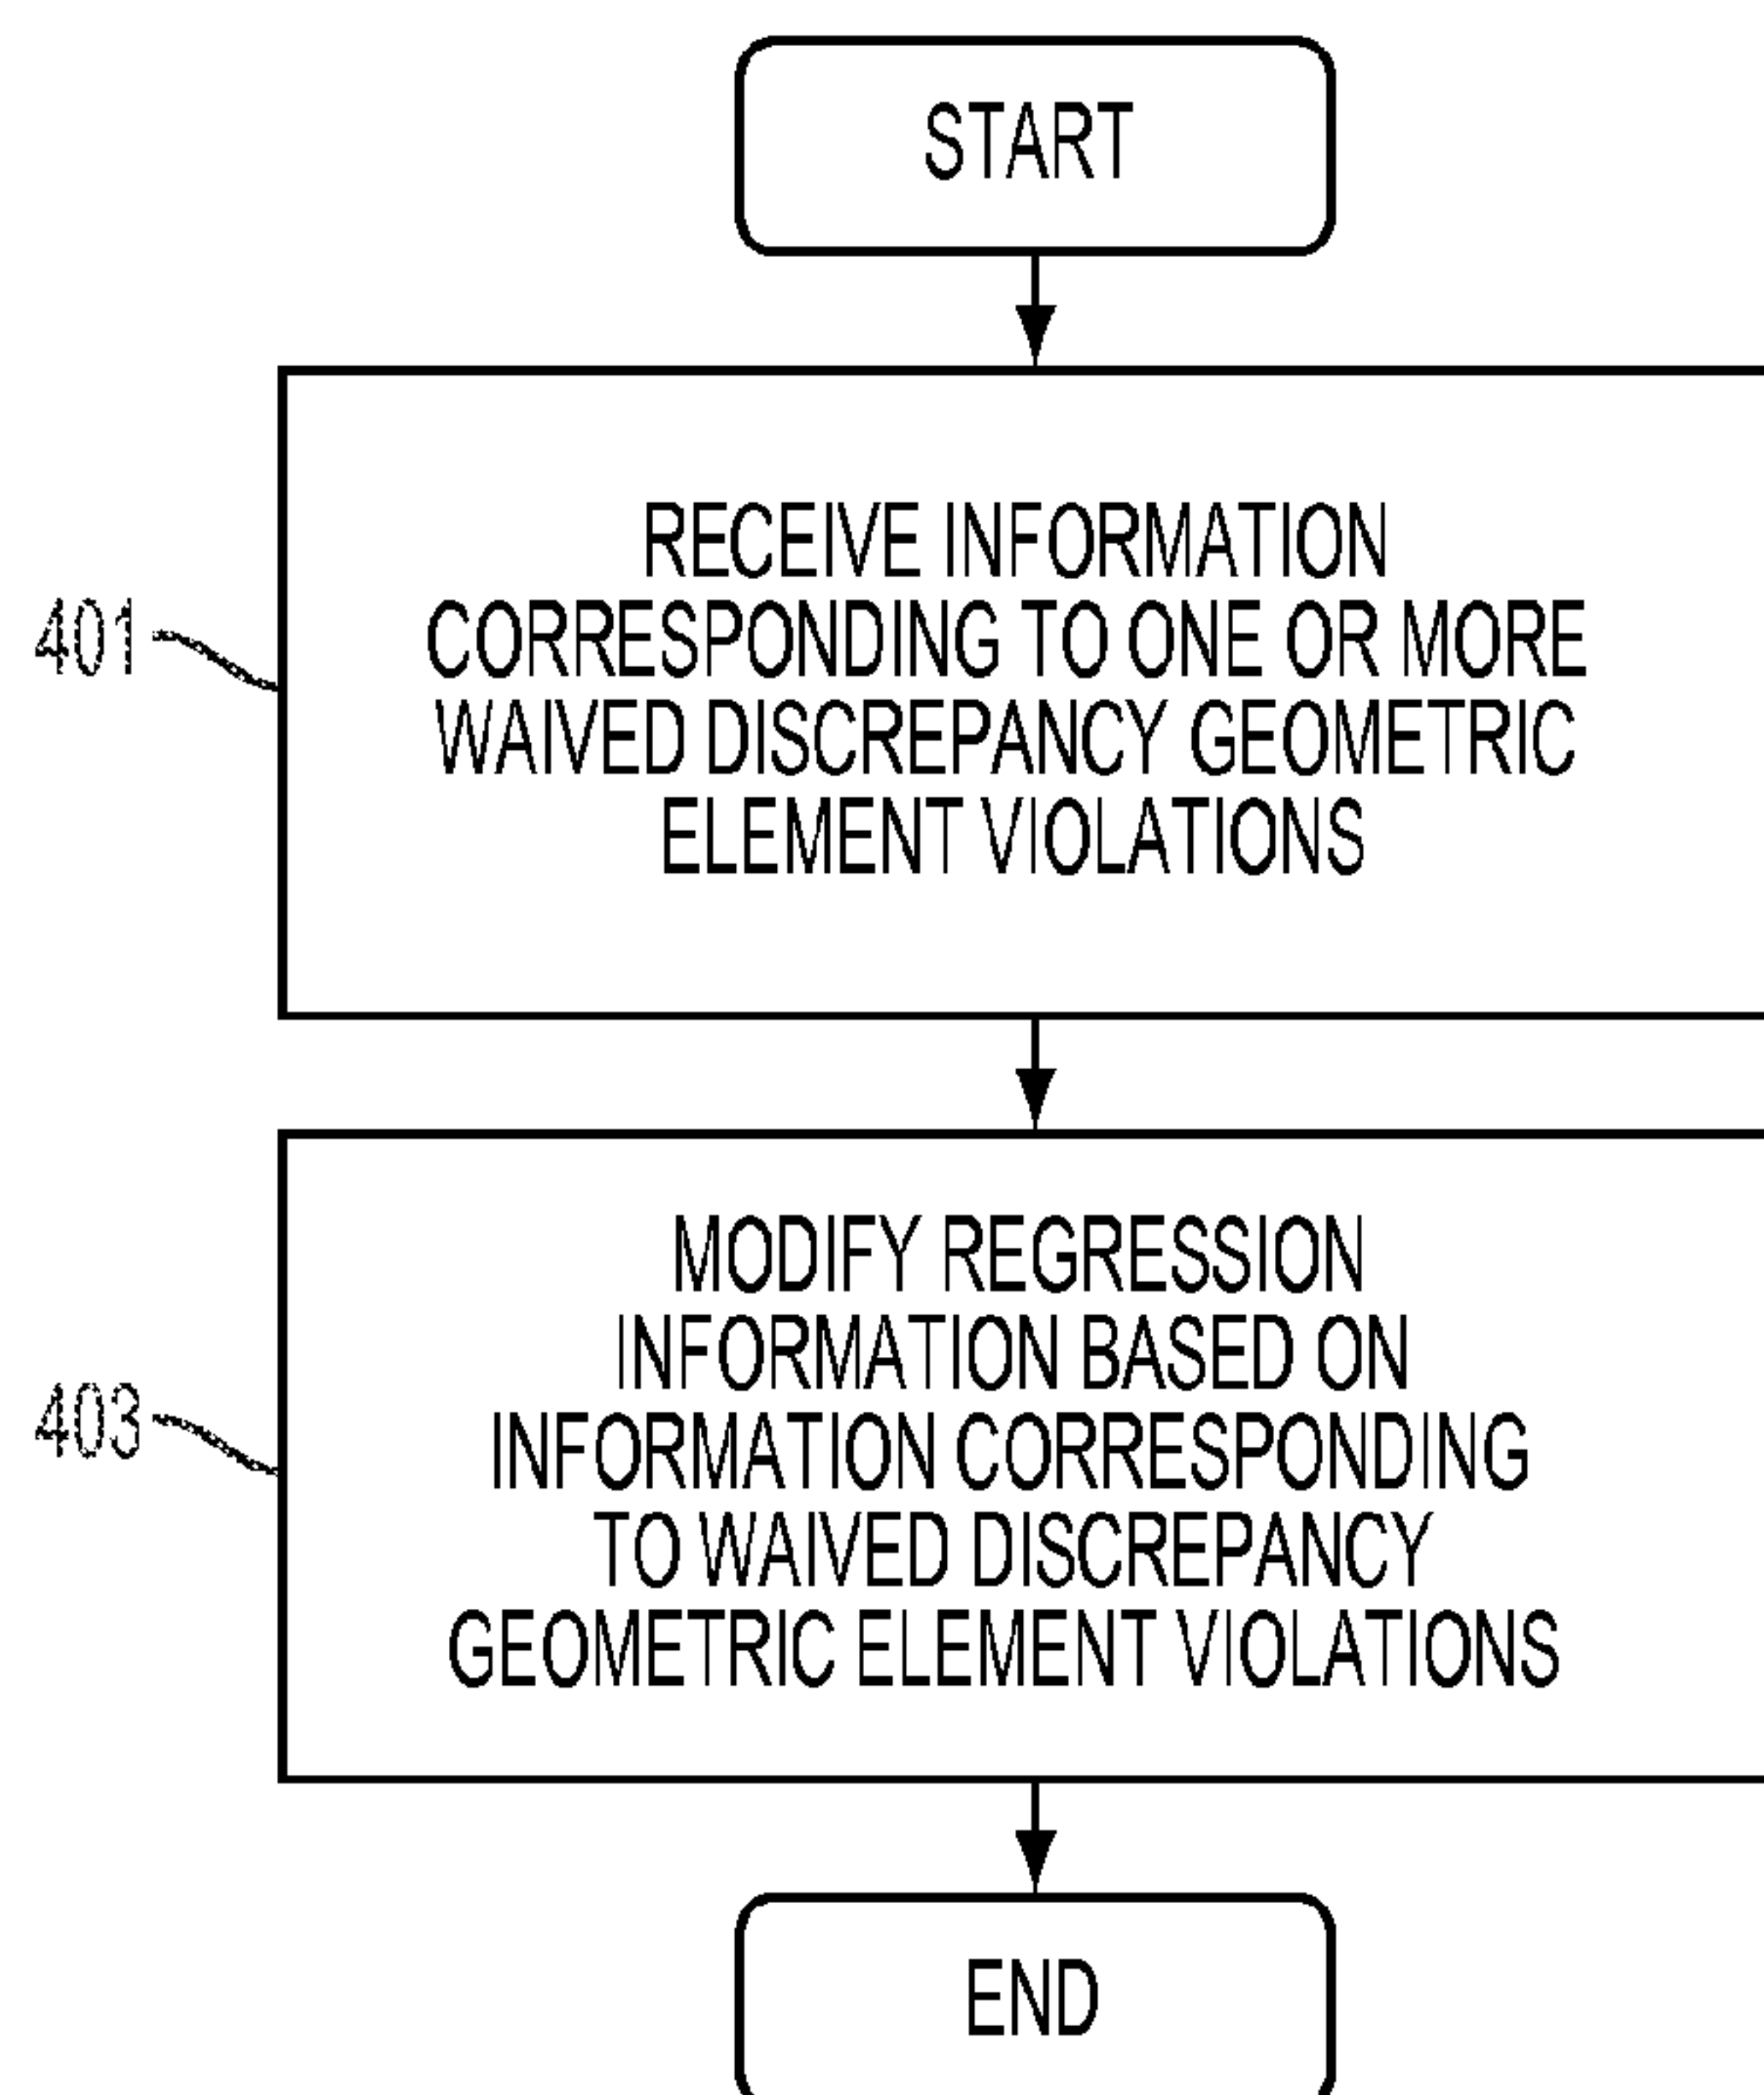 START
RECEIVE INFORMATION
CORRESPONDING TO ONE OR MORE
WAIVED DISCREPANCY GEOMETRIC
ELEMENT VIOLATIONS
401
MODIFY REGRESSION
INFORMATION BASED ON
INFORMATION CORRESPONDING
TO WAIVED DISCREPANCY
GEOMETRIC ELEMENT VIOLATIONS
403
END